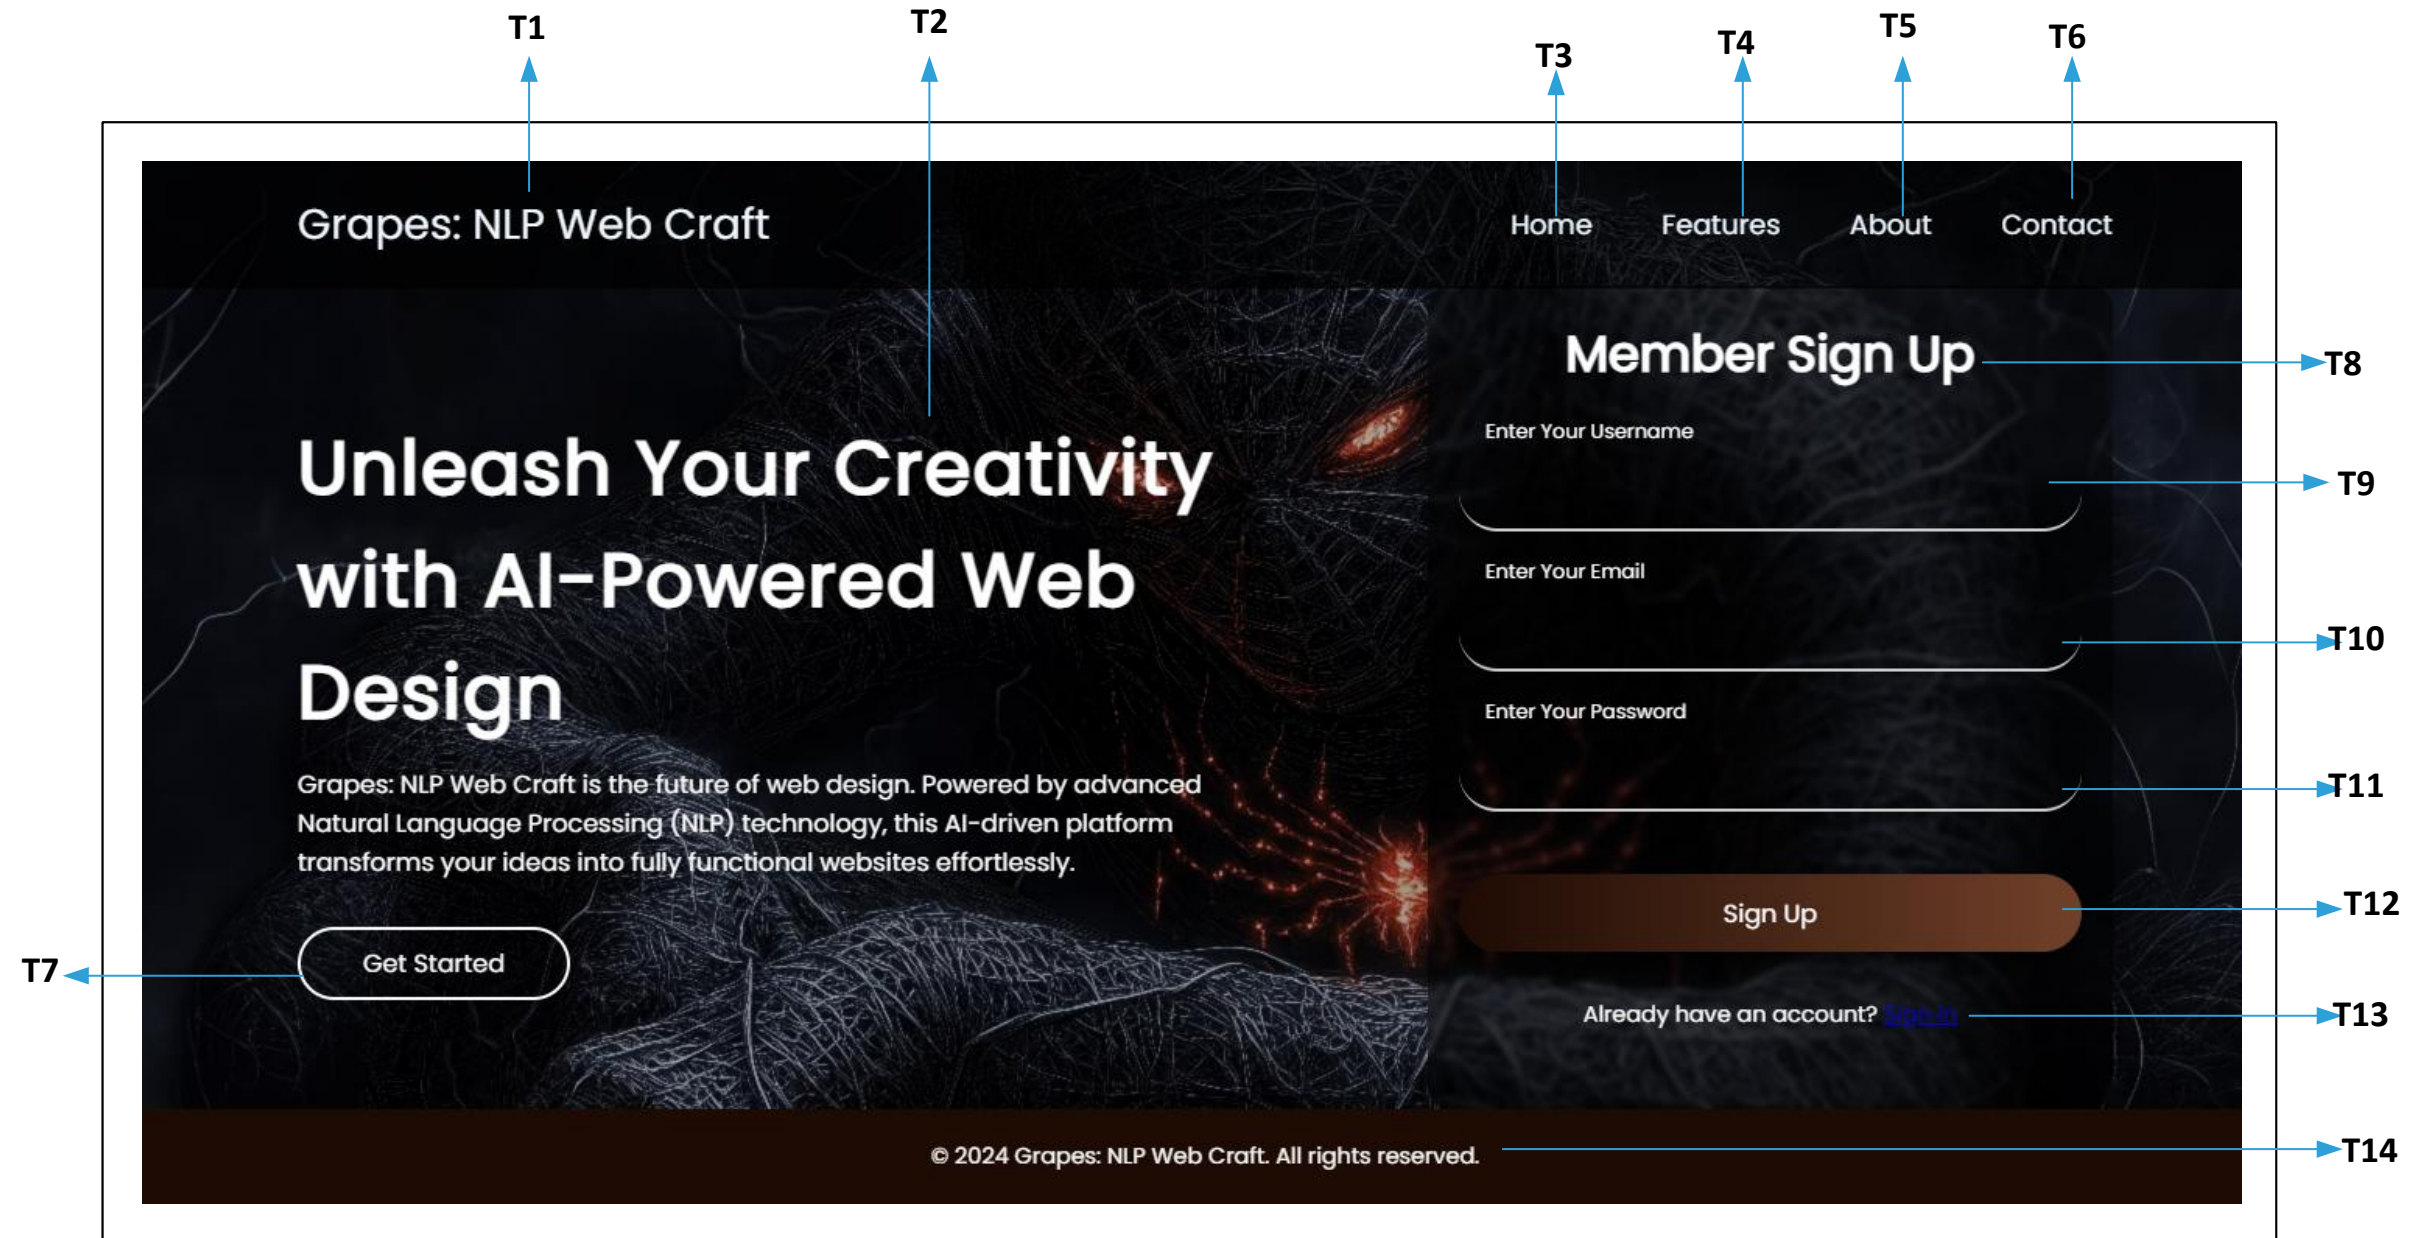 T1
T2
T3
T4
T5
T6
Grapes: NLP Web Craft
Home
Features
About
Contact
Member Sign Up
T8
Enter Your Username
T9
Unleash Your Creativity
with AI-Powered Web
Design
Enter Your Email
T10
Enter Your Password
T11
Grapes: NLP Web Craft is the future of web design. Powered by advanced
Natural Language Processing (NLP) technology, this AI-driven platform
transforms your ideas into fully functional websites effortlessly.
Sign Up
T12
T7
Get Started
Already have an account? Sign In
T13
© 2024 Grapes: NLP Web Craft. All rights reserved.
T14